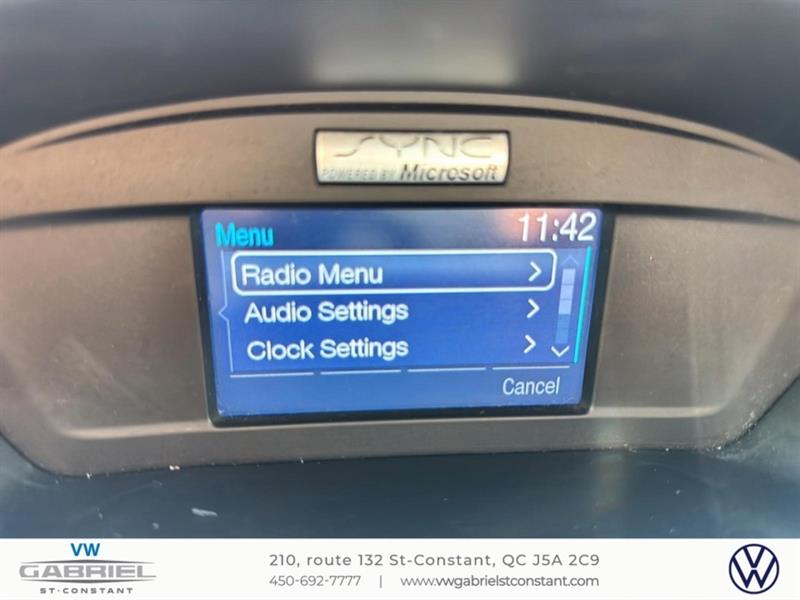 SYNC
POWERED BY Microsoft
Menu 11:42
Radio Menu >
Audio Settings >
Clock Settings >
Cancel
VW
GABRIEL
ST-CONSTANT
210, route 132 St-Constant, QC J5A 2C9
450-692-7777 | www.vwgabrielstconstant.com